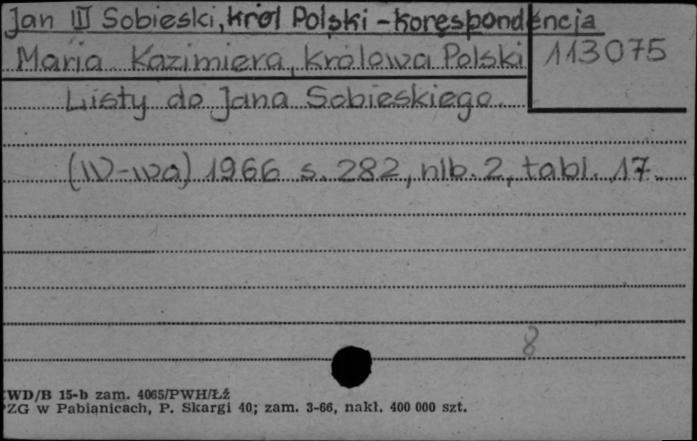 Jan III Sobieski, król Polski - korespondencja
Maria Kazimiera, królowa Polski
113075
Listy do Jana Sobieskiego.
(W-wa) 1966 s. 282, nlb. 2, tabl. 17.
8
WD/B 15-b zam. 4065/PWH/Łź
ZG w Pabianicach, P. Skargi 40; zam. 3-66, nakł. 400 000 szt.